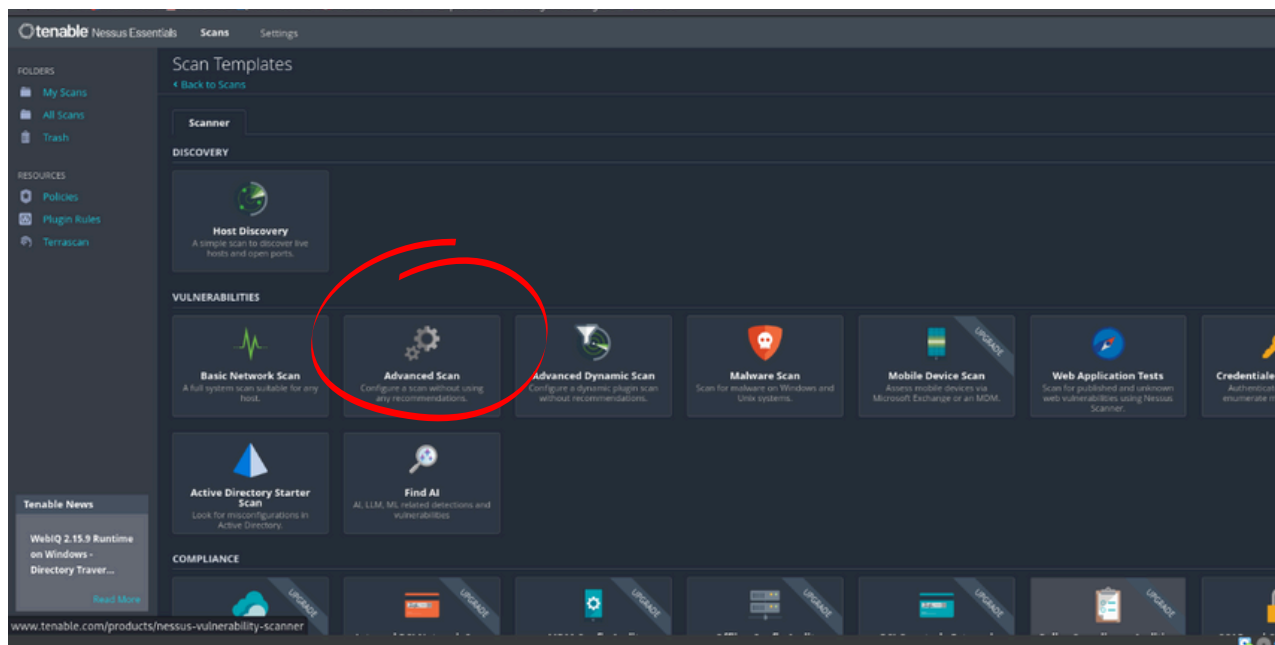 tenable Nessus Essentials Scans Settings
FOLDERS
My Scans
All Scans
Trash
RESOURCES
Policies
Plugin Rules
Terrascan
Tenable News
WebIQ 2.15.9 Runtime
on Windows -
Directory Traver...
Read More
www.tenable.com/products/nessus-vulnerability-scanner
Scan Templates
Back to Scans
Scanner
DISCOVERY
Host Discovery
A simple scan to discover live
hosts and open ports.
VULNERABILITIES
Basic Network Scan
A full system scan suitable for any
host.
Advanced Scan
Configure a scan without using
any recommendations.
Advanced Dynamic Scan
Configure a dynamic plugin scan
without recommendations.
Malware Scan
Scan for malware on Windows and
Unix systems.
UPGRADE
Mobile Device Scan
Assess mobile devices via
Microsoft Exchange or an MDM.
Web Application Tests
Scan for published and unknown
web vulnerabilities using Nessus
Scanner.
Credentiale
Authenticat
enumerate m
Active Directory Starter
Scan
Look for misconfigurations in
Active Directory.
Find AI
AI, LLM, ML related detections and
vulnerabilities
COMPLIANCE
UPGRADE
UPGRADE
UPGRADE
UPGRADE
UPGRADE
UPGRADE